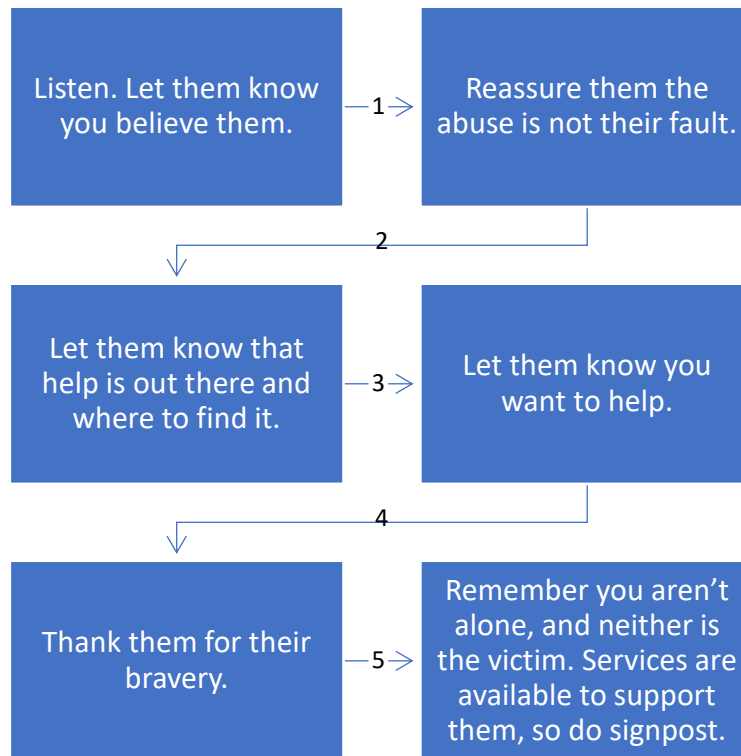 Listen. Let them know
you believe them.
1
Reassure them the
abuse is not their fault.
2
Let them know that
help is out there and
where to find it.
3
Let them know you
want to help.
4
Thank them for their
bravery.
5
Remember you aren’t
alone, and neither is
the victim. Services are
available to support
them, so do signpost.